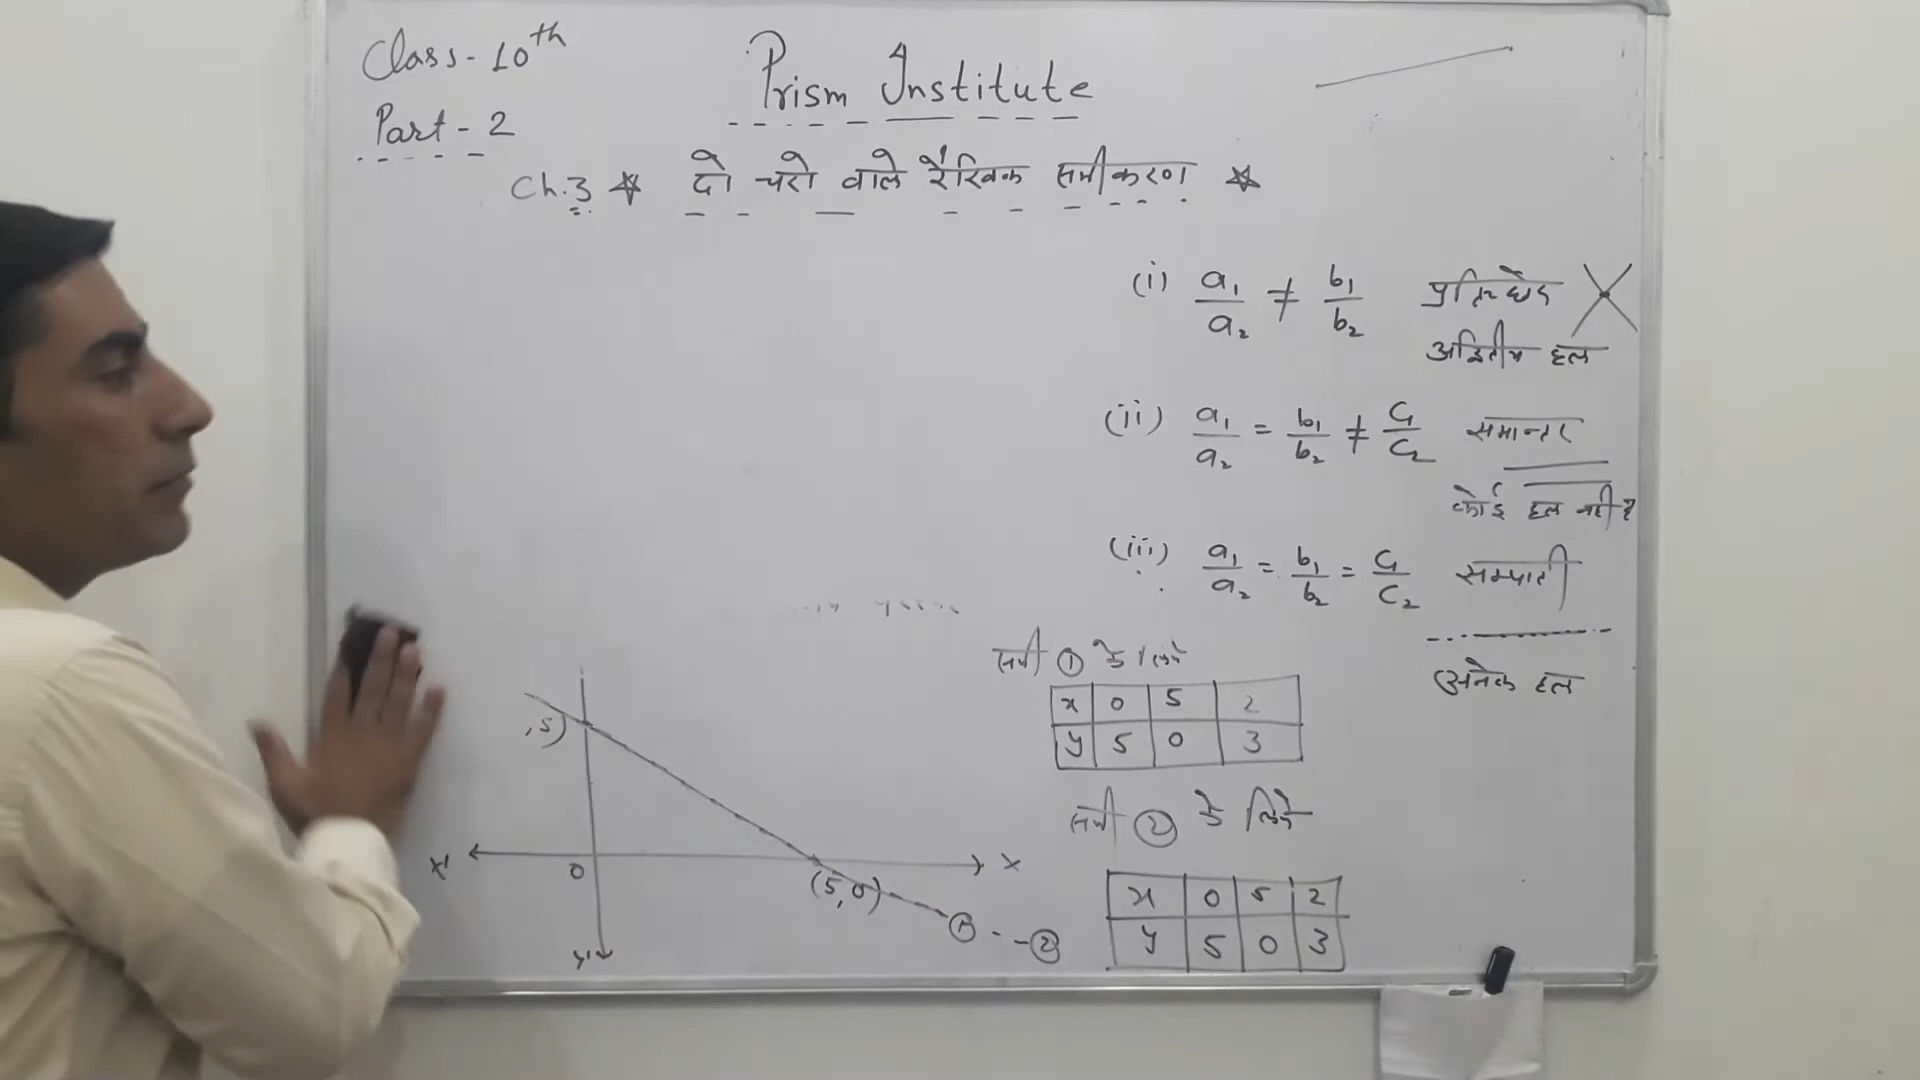 Class-10th
Part-2
Prism Institute
Ch.3 ☆ दो चरो वाले रैखिक समीकरण ☆
(i) a₁/a₂ ≠ b₁/b₂ प्रतिच्छेद
अद्वितीय हल
(ii) a₁/a₂ = b₁/b₂ ≠ c₁/c₂ समान्तर
कोई हल नही है
(iii) a₁/a₂ = b₁/b₂ = c₁/c₂ सम्पाती
अनेक हल
समी ① के लिये
x 0 5 2
y 5 0 3
समी ② के लिये
x 0 5 2
y 5 0 3
,5)
X' 0 X
(5,0)
① - -②
y'